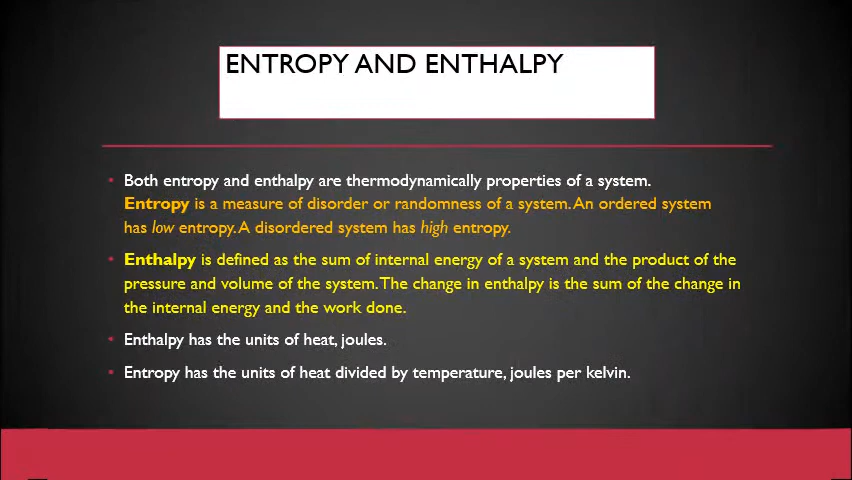 ENTROPY AND ENTHALPY
• Both entropy and enthalpy are thermodynamically properties of a system.
Entropy is a measure of disorder or randomness of a system. An ordered system
has low entropy. A disordered system has high entropy.
• Enthalpy is defined as the sum of internal energy of a system and the product of the
pressure and volume of the system. The change in enthalpy is the sum of the change in
the internal energy and the work done.
• Enthalpy has the units of heat, joules.
• Entropy has the units of heat divided by temperature, joules per kelvin.